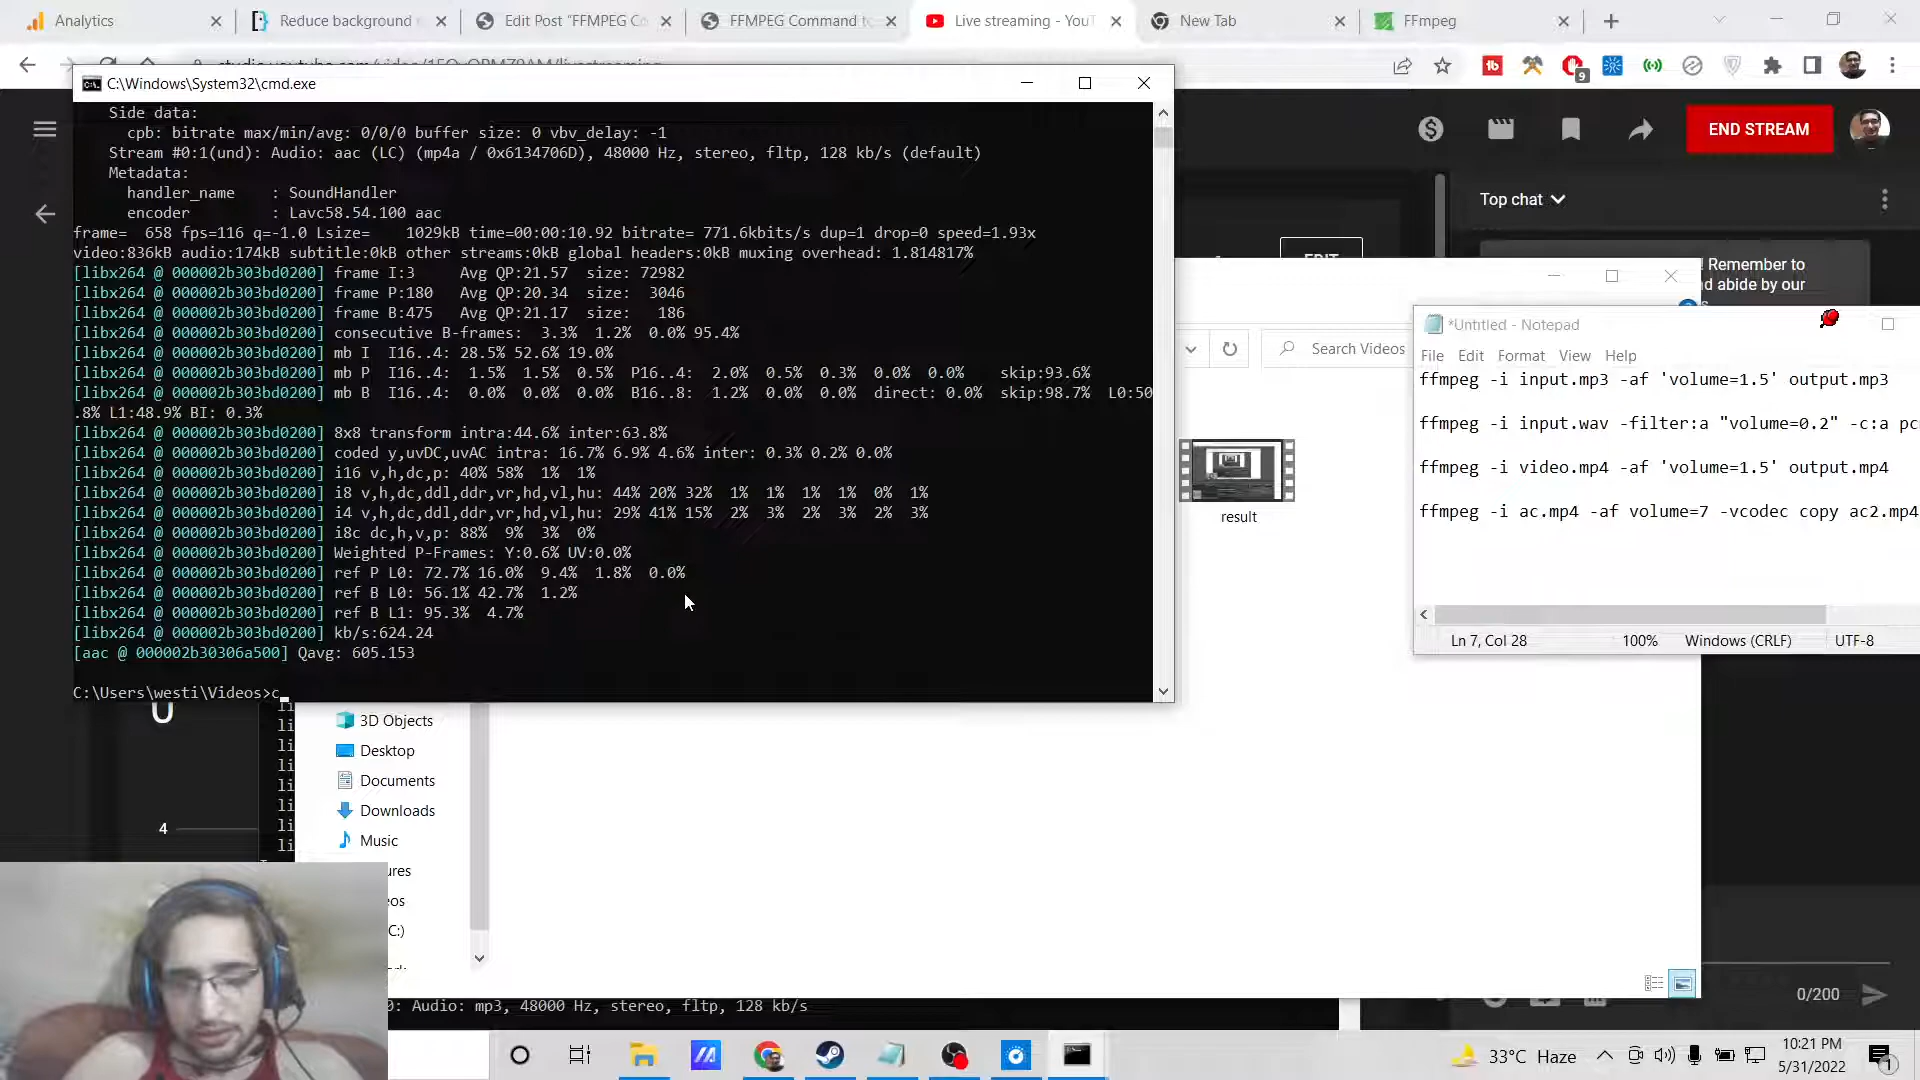 Analytics
Reduce background
Edit Post "FFMPEG Co
FFMPEG Command to
Live streaming - YouT
New Tab
FFmpeg
C:\Windows\System32\cmd.exe
9
Side data:
cpb: bitrate max/min/avg: 0/0/0 buffer size: 0 vbv_delay: -1
Stream #0:1(und): Audio: aac (LC) (mp4a / 0x6134706D), 48000 Hz, stereo, fltp, 128 kb/s (default)
Metadata:
handler_name : SoundHandler
encoder : Lavc58.54.100 aac
frame= 658 fps=116 q=-1.0 Lsize= 1029kB time=00:00:10.92 bitrate= 771.6kbits/s dup=1 drop=0 speed=1.93x
video:836kB audio:174kB subtitle:0kB other streams:0kB global headers:0kB muxing overhead: 1.814817%
[libx264 @ 000002b303bd0200] frame I:3 Avg QP:21.57 size: 72982
[libx264 @ 000002b303bd0200] frame P:180 Avg QP:20.34 size: 3046
[libx264 @ 000002b303bd0200] frame B:475 Avg QP:21.17 size: 186
[libx264 @ 000002b303bd0200] consecutive B-frames: 3.3% 1.2% 0.0% 95.4%
[libx264 @ 000002b303bd0200] mb I I16..4: 28.5% 52.6% 19.0%
[libx264 @ 000002b303bd0200] mb P I16..4: 1.5% 1.5% 0.5% P16..4: 2.0% 0.5% 0.3% 0.0% 0.0% skip:93.6%
[libx264 @ 000002b303bd0200] mb B I16..4: 0.0% 0.0% 0.0% B16..8: 1.2% 0.0% 0.0% direct: 0.0% skip:98.7% L0:50
.8% L1:48.9% BI: 0.3%
[libx264 @ 000002b303bd0200] 8x8 transform intra:44.6% inter:63.8%
[libx264 @ 000002b303bd0200] coded y,uvDC,uvAC intra: 16.7% 6.9% 4.6% inter: 0.3% 0.2% 0.0%
[libx264 @ 000002b303bd0200] i16 v,h,dc,p: 40% 58% 1% 1%
[libx264 @ 000002b303bd0200] i8 v,h,dc,ddl,ddr,vr,hd,vl,hu: 44% 20% 32% 1% 1% 1% 1% 0% 1%
[libx264 @ 000002b303bd0200] i4 v,h,dc,ddl,ddr,vr,hd,vl,hu: 29% 41% 15% 2% 3% 2% 3% 2% 3%
[libx264 @ 000002b303bd0200] i8c dc,h,v,p: 88% 9% 3% 0%
[libx264 @ 000002b303bd0200] Weighted P-Frames: Y:0.6% UV:0.0%
[libx264 @ 000002b303bd0200] ref P L0: 72.7% 16.0% 9.4% 1.8% 0.0%
[libx264 @ 000002b303bd0200] ref B L0: 56.1% 42.7% 1.2%
[libx264 @ 000002b303bd0200] ref B L1: 95.3% 4.7%
[libx264 @ 000002b303bd0200] kb/s:624.24
[aac @ 000002b30306a500] Qavg: 605.153
C:\Users\westi\Videos>c
END STREAM
Top chat
! Remember to
d abide by our
Search Videos
result
*Untitled - Notepad
File Edit Format View Help
ffmpeg -i input.mp3 -af 'volume=1.5' output.mp3
ffmpeg -i input.wav -filter:a "volume=0.2" -c:a pc
ffmpeg -i video.mp4 -af 'volume=1.5' output.mp4
ffmpeg -i ac.mp4 -af volume=7 -vcodec copy ac2.mp4
Ln 7, Col 28
100%
Windows (CRLF)
UTF-8
li
li
li
li
li
li
li
li
4
3D Objects
Desktop
Documents
Downloads
Music
ures
eos
C:)
0: Audio: mp3, 48000 Hz, stereo, fltp, 128 kb/s
0/200
33°C Haze
10:21 PM
5/31/2022
1